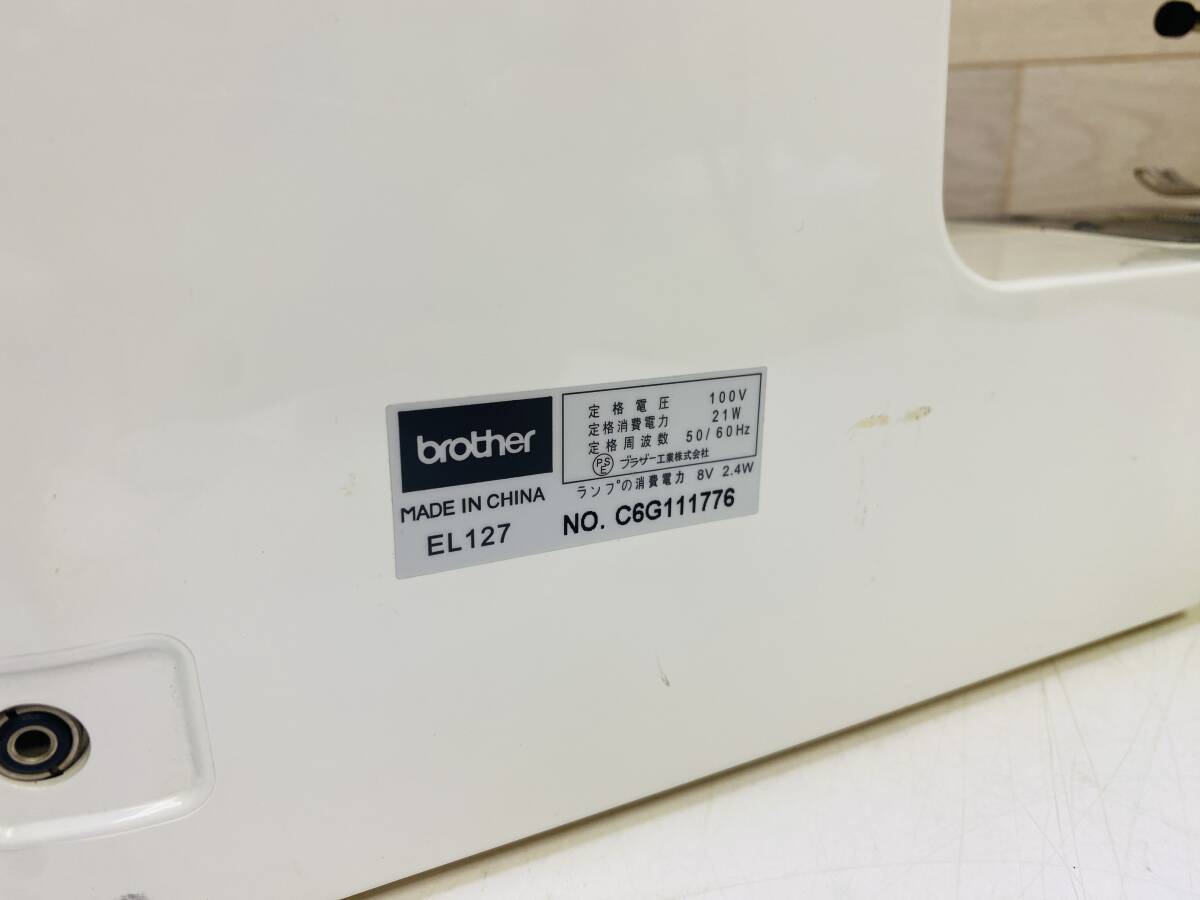 brother
MADE IN CHINA
EL127
定格電圧 100V
定格消費電力 21W
定格周波数 50/60Hz
PSE ブラザー工業株式会社
ランプの消費電力 8V 2.4W
NO. C6G111776